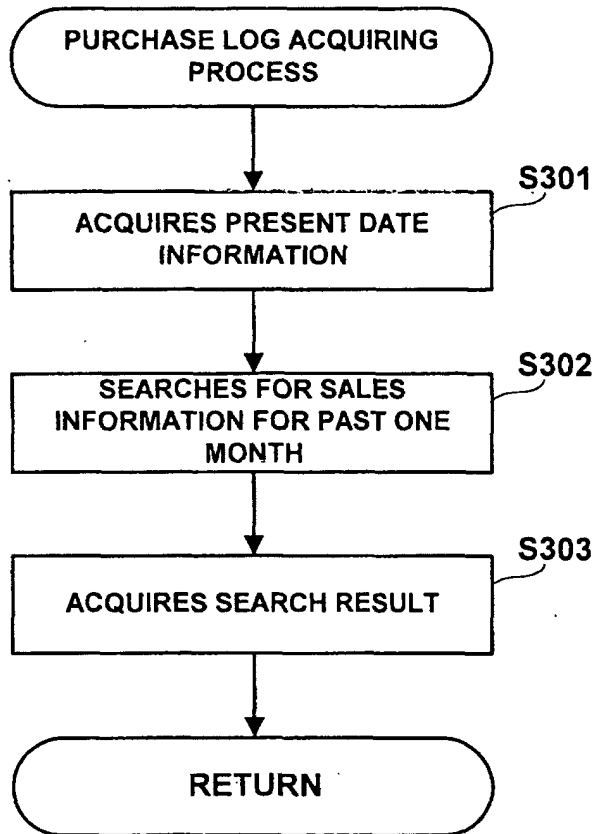 PURCHASE LOG ACQUIRING
PROCESS
S301
ACQUIRES PRESENT DATE
INFORMATION
S302
SEARCHES FOR SALES
INFORMATION FOR PAST ONE
MONTH
S303
ACQUIRES SEARCH RESULT
RETURN